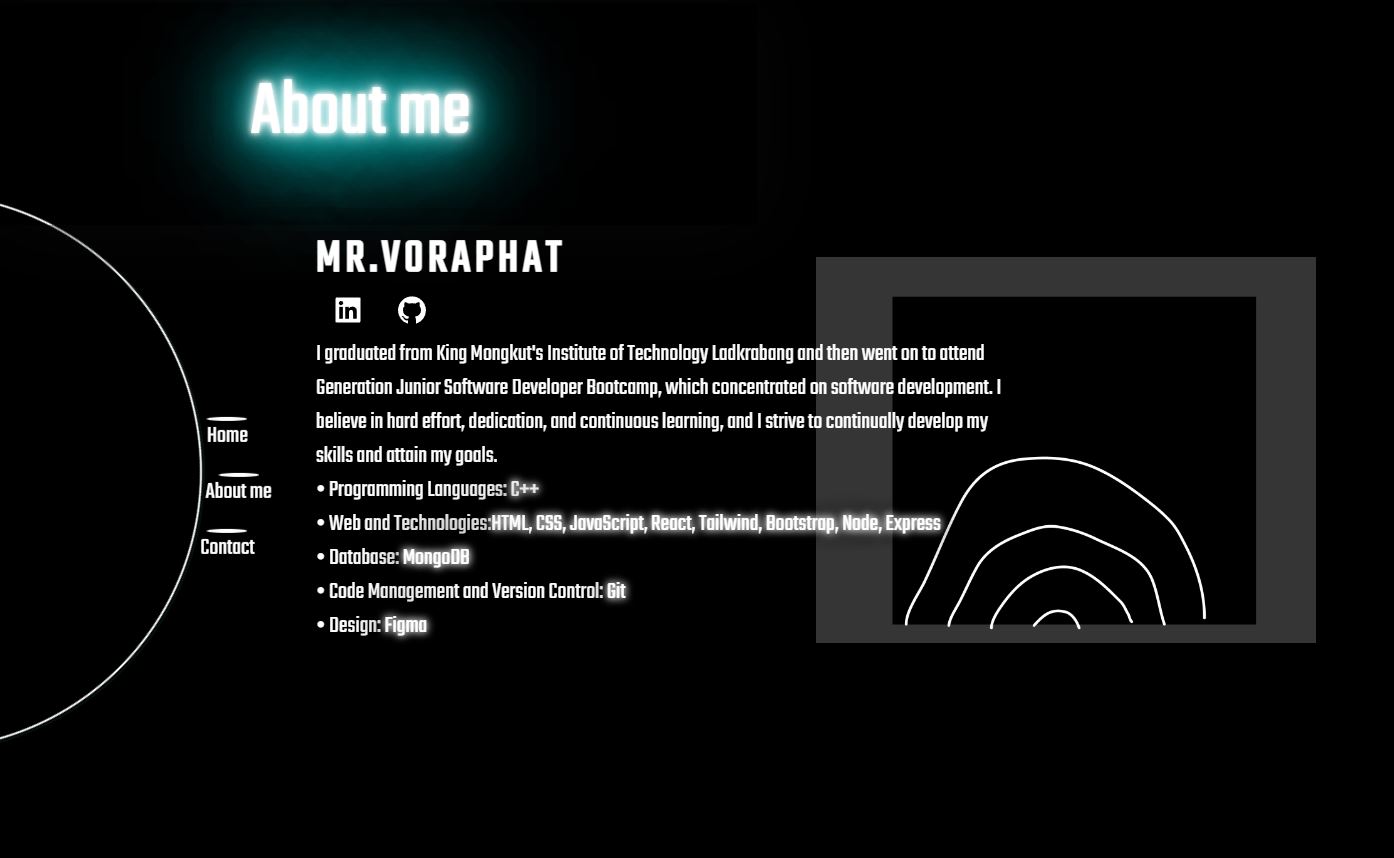 About me
MR.VORAPHAT
in
I graduated from King Mongkut's Institute of Technology Ladkrabang and then went on to attend
Generation Junior Software Developer Bootcamp, which concentrated on software development. I
believe in hard effort, dedication, and continuous learning, and I strive to continually develop my
skills and attain my goals.
• Programming Languages: C++
• Web and Technologies:HTML, CSS, JavaScript, React, Tailwind, Bootstrap, Node, Express
• Database: MongoDB
• Code Management and Version Control: Git
• Design: Figma
Home
About me
Contact